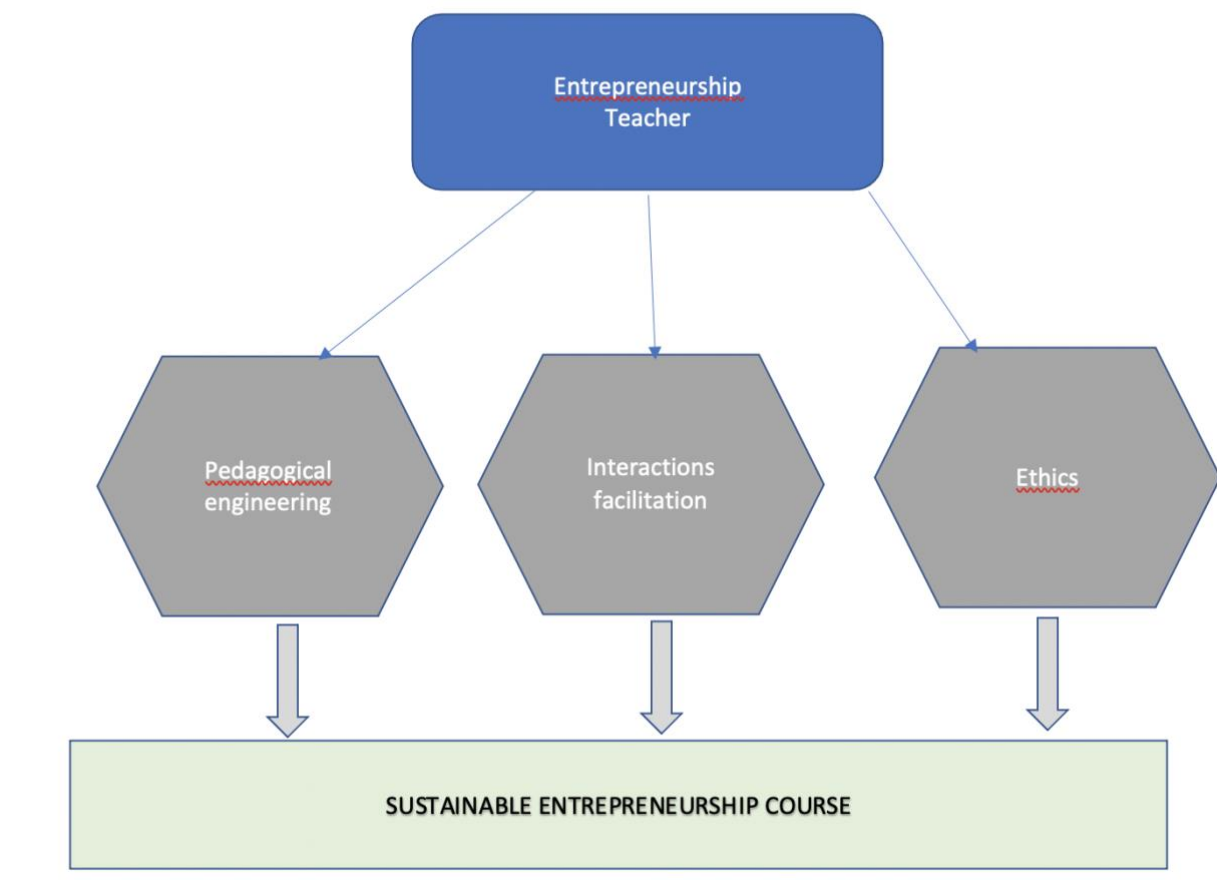 Entrepreneurship
Teacher
Pedagogical
engineering
Interactions
facilitation
Ethics
SUSTAINABLE ENTREPRENEURSHIP COURSE